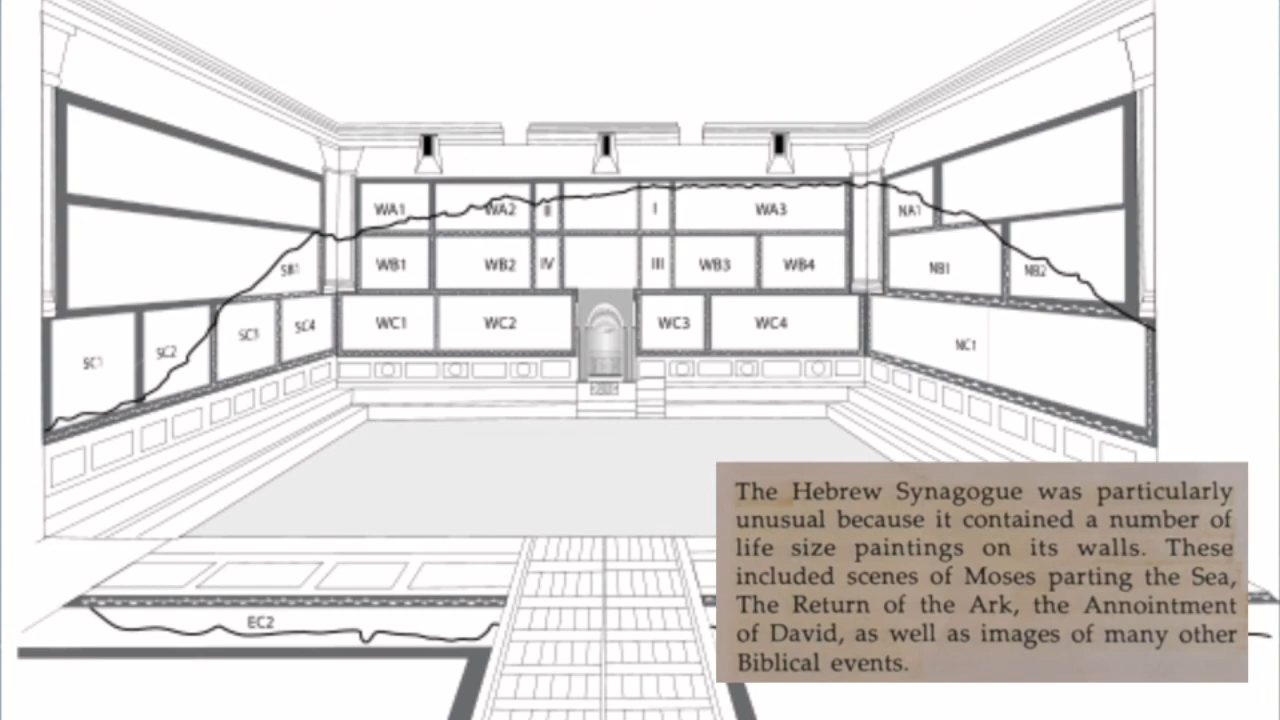 WA1 WA2 II I WA3 NA1
WB1 WB2 IV III WB3 WB4 SB1 NB1 NB2
WC1 WC2 WC3 WC4
SC1 SC2 SC3 SC4 NC1
EC2
The Hebrew Synagogue was particularly
unusual because it contained a number of
life size paintings on its walls. These
included scenes of Moses parting the Sea,
The Return of the Ark, the Annointment
of David, as well as images of many other
Biblical events.